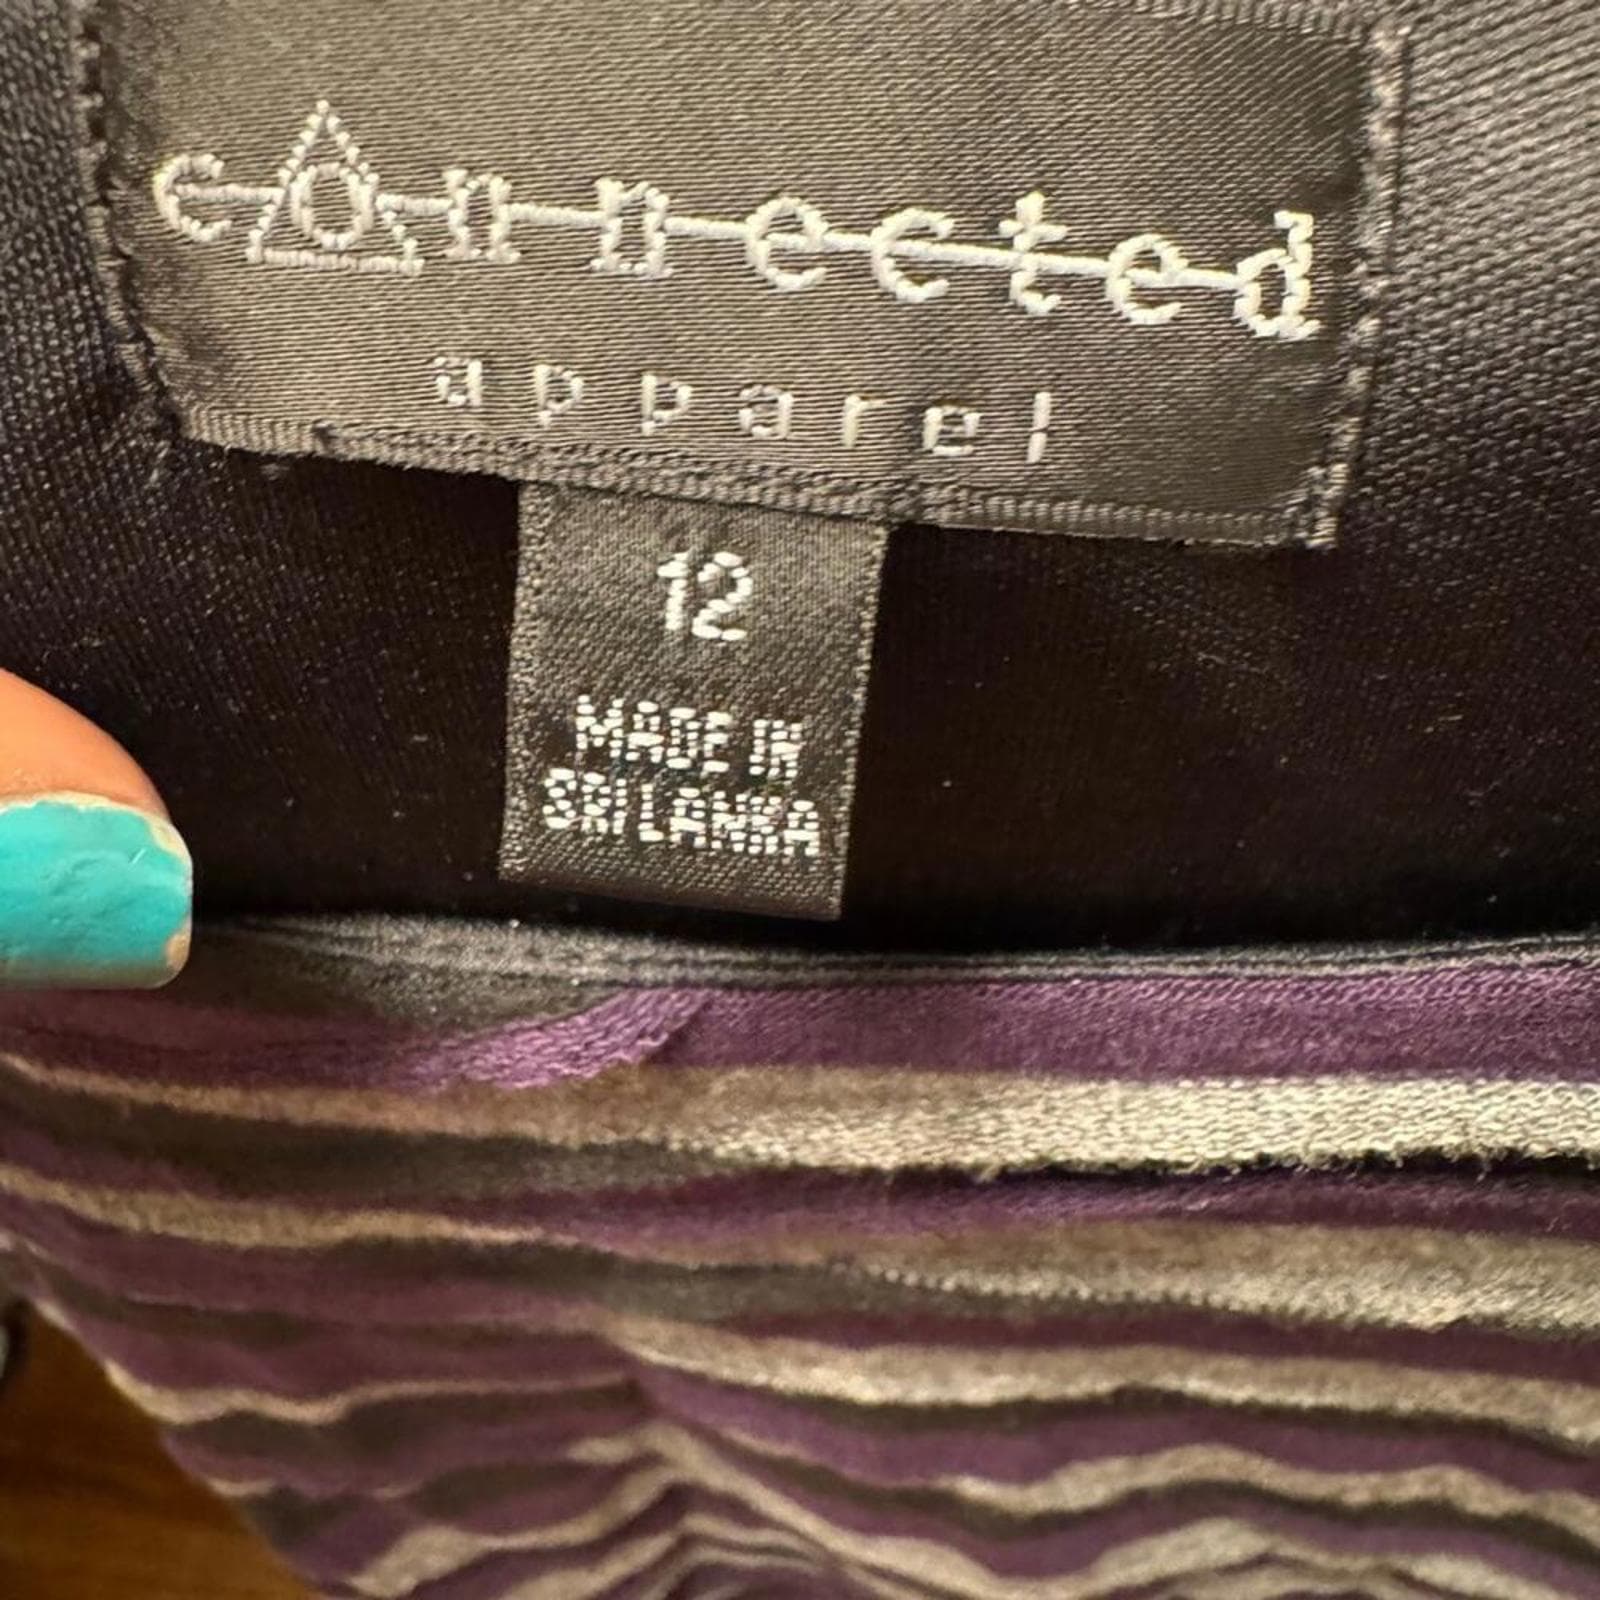 connected
apparel
12
MADE IN
SRI LANKA